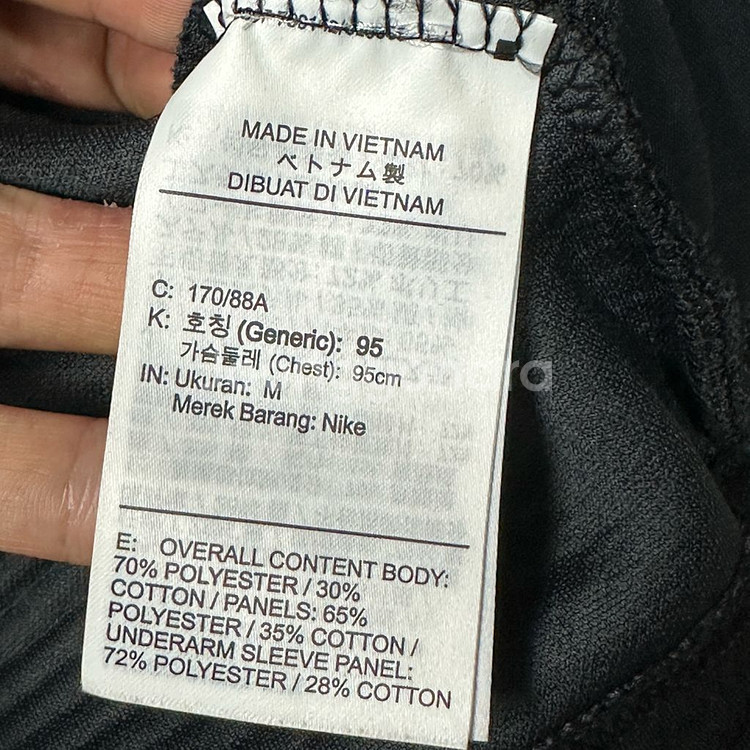 MADE IN VIETNAM
ベトナム製
DIBUAT DI VIETNAM
C: 170/88A
K: 호칭 (Generic): 95
가슴둘레 (Chest): 95cm
IN: Ukuran: M
Merek Barang: Nike
E: OVERALL CONTENT BODY:
70% POLYESTER / 30%
COTTON / PANELS: 65%
POLYESTER / 35% COTTON /
UNDERARM SLEEVE PANEL:
72% POLYESTER / 28% COTTON